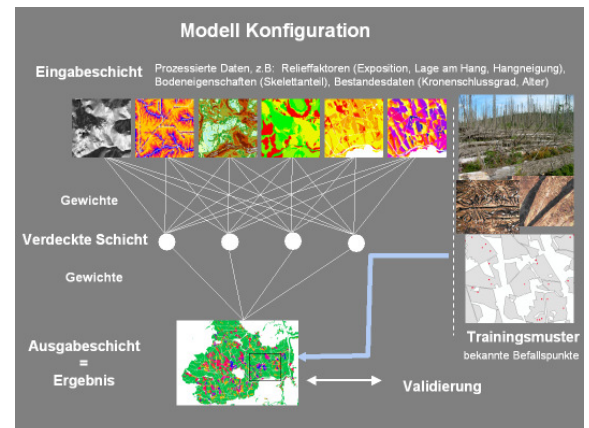 Modell Konfiguration
Eingabeschicht
Prozessierte Daten, z.B: Relieffaktoren (Exposition, Lage am Hang, Hangneigung),
Bodeneigenschaften (Skelettanteil), Bestandesdaten (Kronenschlussgrad, Alter)
Gewichte
Verdeckte Schicht
Gewichte
Ausgabeschicht
=
Ergebnis
Trainingsmuster
bekannte Befallspunkte
Validierung